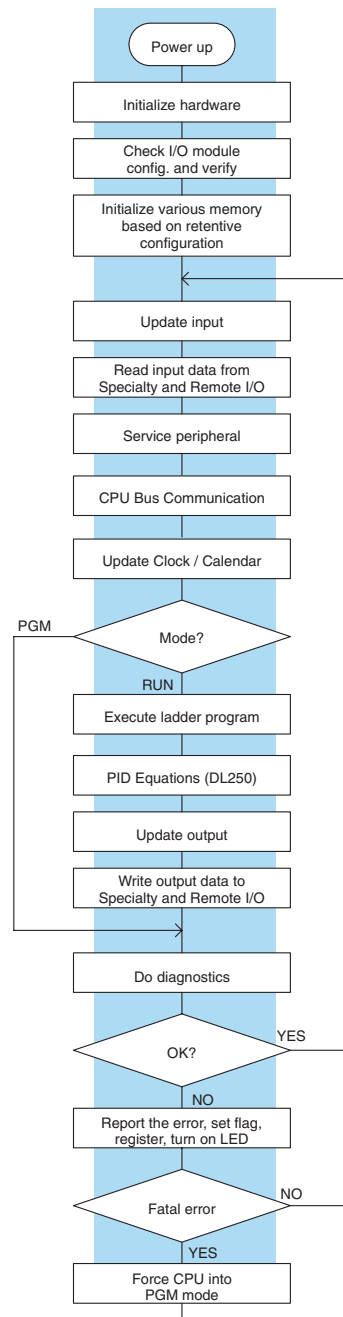 Power up
Initialize hardware
Check I/O module
config. and verify
Initialize various memory
based on retentive
configuration
Update input
Read input data from
Specialty and Remote I/O
Service peripheral
CPU Bus Communication
Update Clock / Calendar
PGM
Mode?
RUN
Execute ladder program
PID Equations (DL250)
Update output
Write output data to
Specialty and Remote I/O
Do diagnostics
OK?
YES
NO
Report the error, set flag,
register, turn on LED
Fatal error
NO
YES
Force CPU into
PGM mode